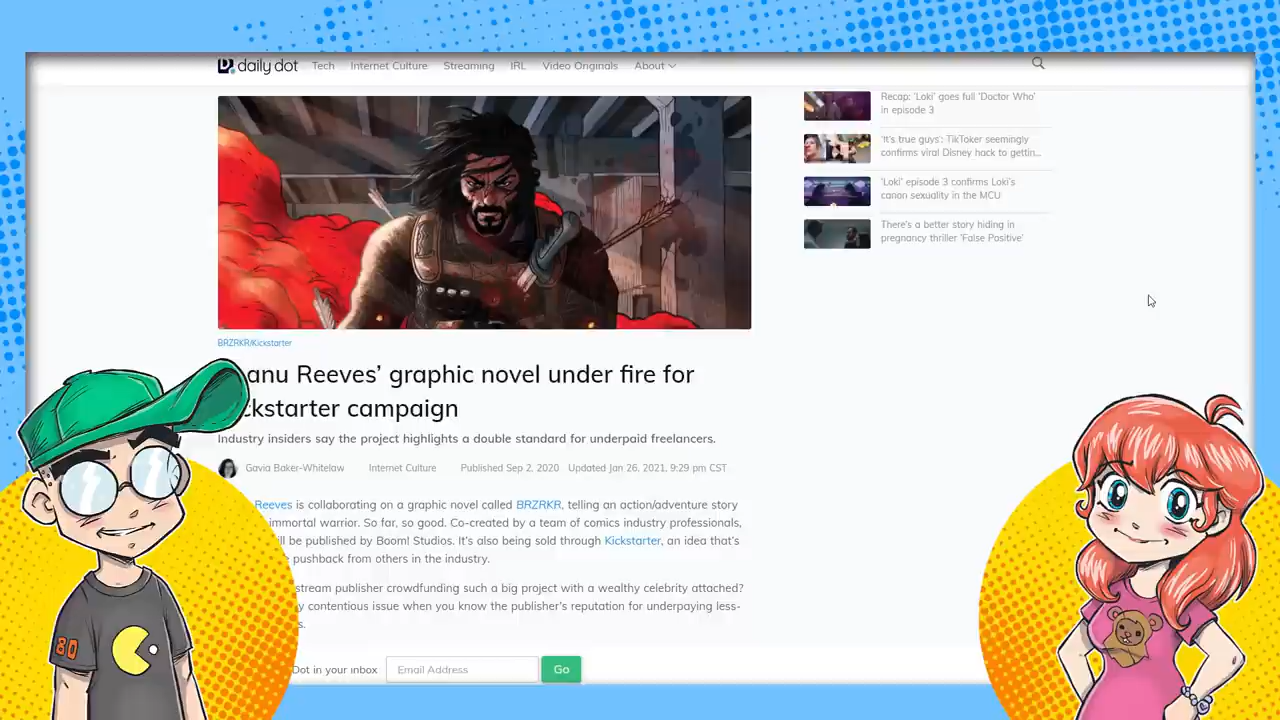 daily dot Tech Internet Culture Streaming IRL Video Originals About
Recap: 'Loki' goes full 'Doctor Who'
in episode 3
'It's true guys': TikToker seemingly
confirms viral Disney hack to gettin...
'Loki' episode 3 confirms Loki's
canon sexuality in the MCU
There's a better story hiding in
pregnancy thriller 'False Positive'
BRZRKR/Kickstarter
anu Reeves' graphic novel under fire for
ckstarter campaign
Industry insiders say the project highlights a double standard for underpaid freelancers.
Gavia Baker-Whitelaw Internet Culture Published Sep 2, 2020 Updated Jan 26, 2021, 9:29 pm CST
Reeves is collaborating on a graphic novel called BRZRKR, telling an action/adventure story
immortal warrior. So far, so good. Co-created by a team of comics industry professionals,
ill be published by Boom! Studios. It's also being sold through Kickstarter, an idea that's
pushback from others in the industry.
stream publisher crowdfunding such a big project with a wealthy celebrity attached?
y contentious issue when you know the publisher's reputation for underpaying less-
s.
Dot in your inbox Email Address Go
80